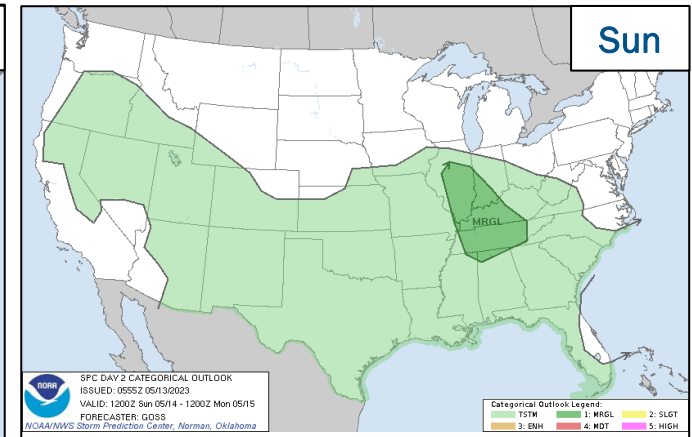 Sun
MRGL
noaa
SPC DAY 2 CATEGORICAL OUTLOOK
ISSUED: 0555Z 05/13/2023
VALID: 1200Z Sun 05/14 - 1200Z Mon 05/15
FORECASTER: GOSS
NOAA/NWS Storm Prediction Center, Norman, Oklahoma
Categorical Outlook Legend:
TSTM 1: MRGL 2: SLGT
3: ENH 4: MDT 5: HIGH